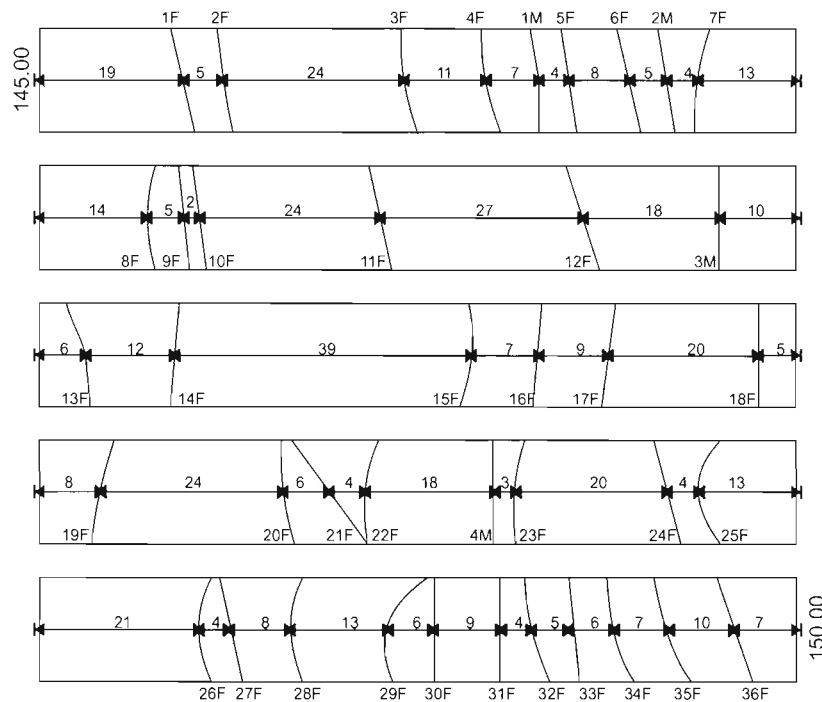 1F 2F 3F 4F 1M 5F 6F 2M 7F
145.00
19 5 24 11 7 4 8 5 4 13
14 5 2 24 27 18 10
8F 9F 10F 11F 12F 3M
6 12 39 7 9 20 5
13F 14F 15F 16F 17F 18F
8 24 6 4 18 3 20 4 13
19F 20F 21F 22F 4M 23F 24F 25F
21 4 8 13 6 9 4 5 6 7 10 7
150.00
26F 27F 28F 29F 30F 31F 32F 33F 34F 35F 36F